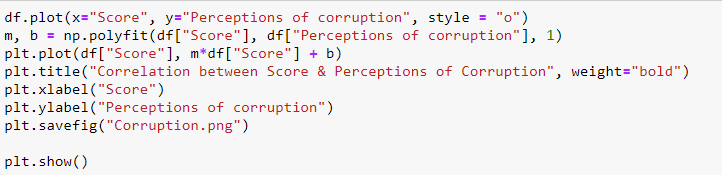 df.plot(x="Score", y="Perceptions of corruption", style = "o")
m, b = np.polyfit(df["Score"], df["Perceptions of corruption"], 1)
plt.plot(df["Score"], m*df["Score"] + b)
plt.title("Correlation between Score & Perceptions of Corruption", weight="bold")
plt.xlabel("Score")
plt.ylabel("Perceptions of corruption")
plt.savefig("Corruption.png")
plt.show()